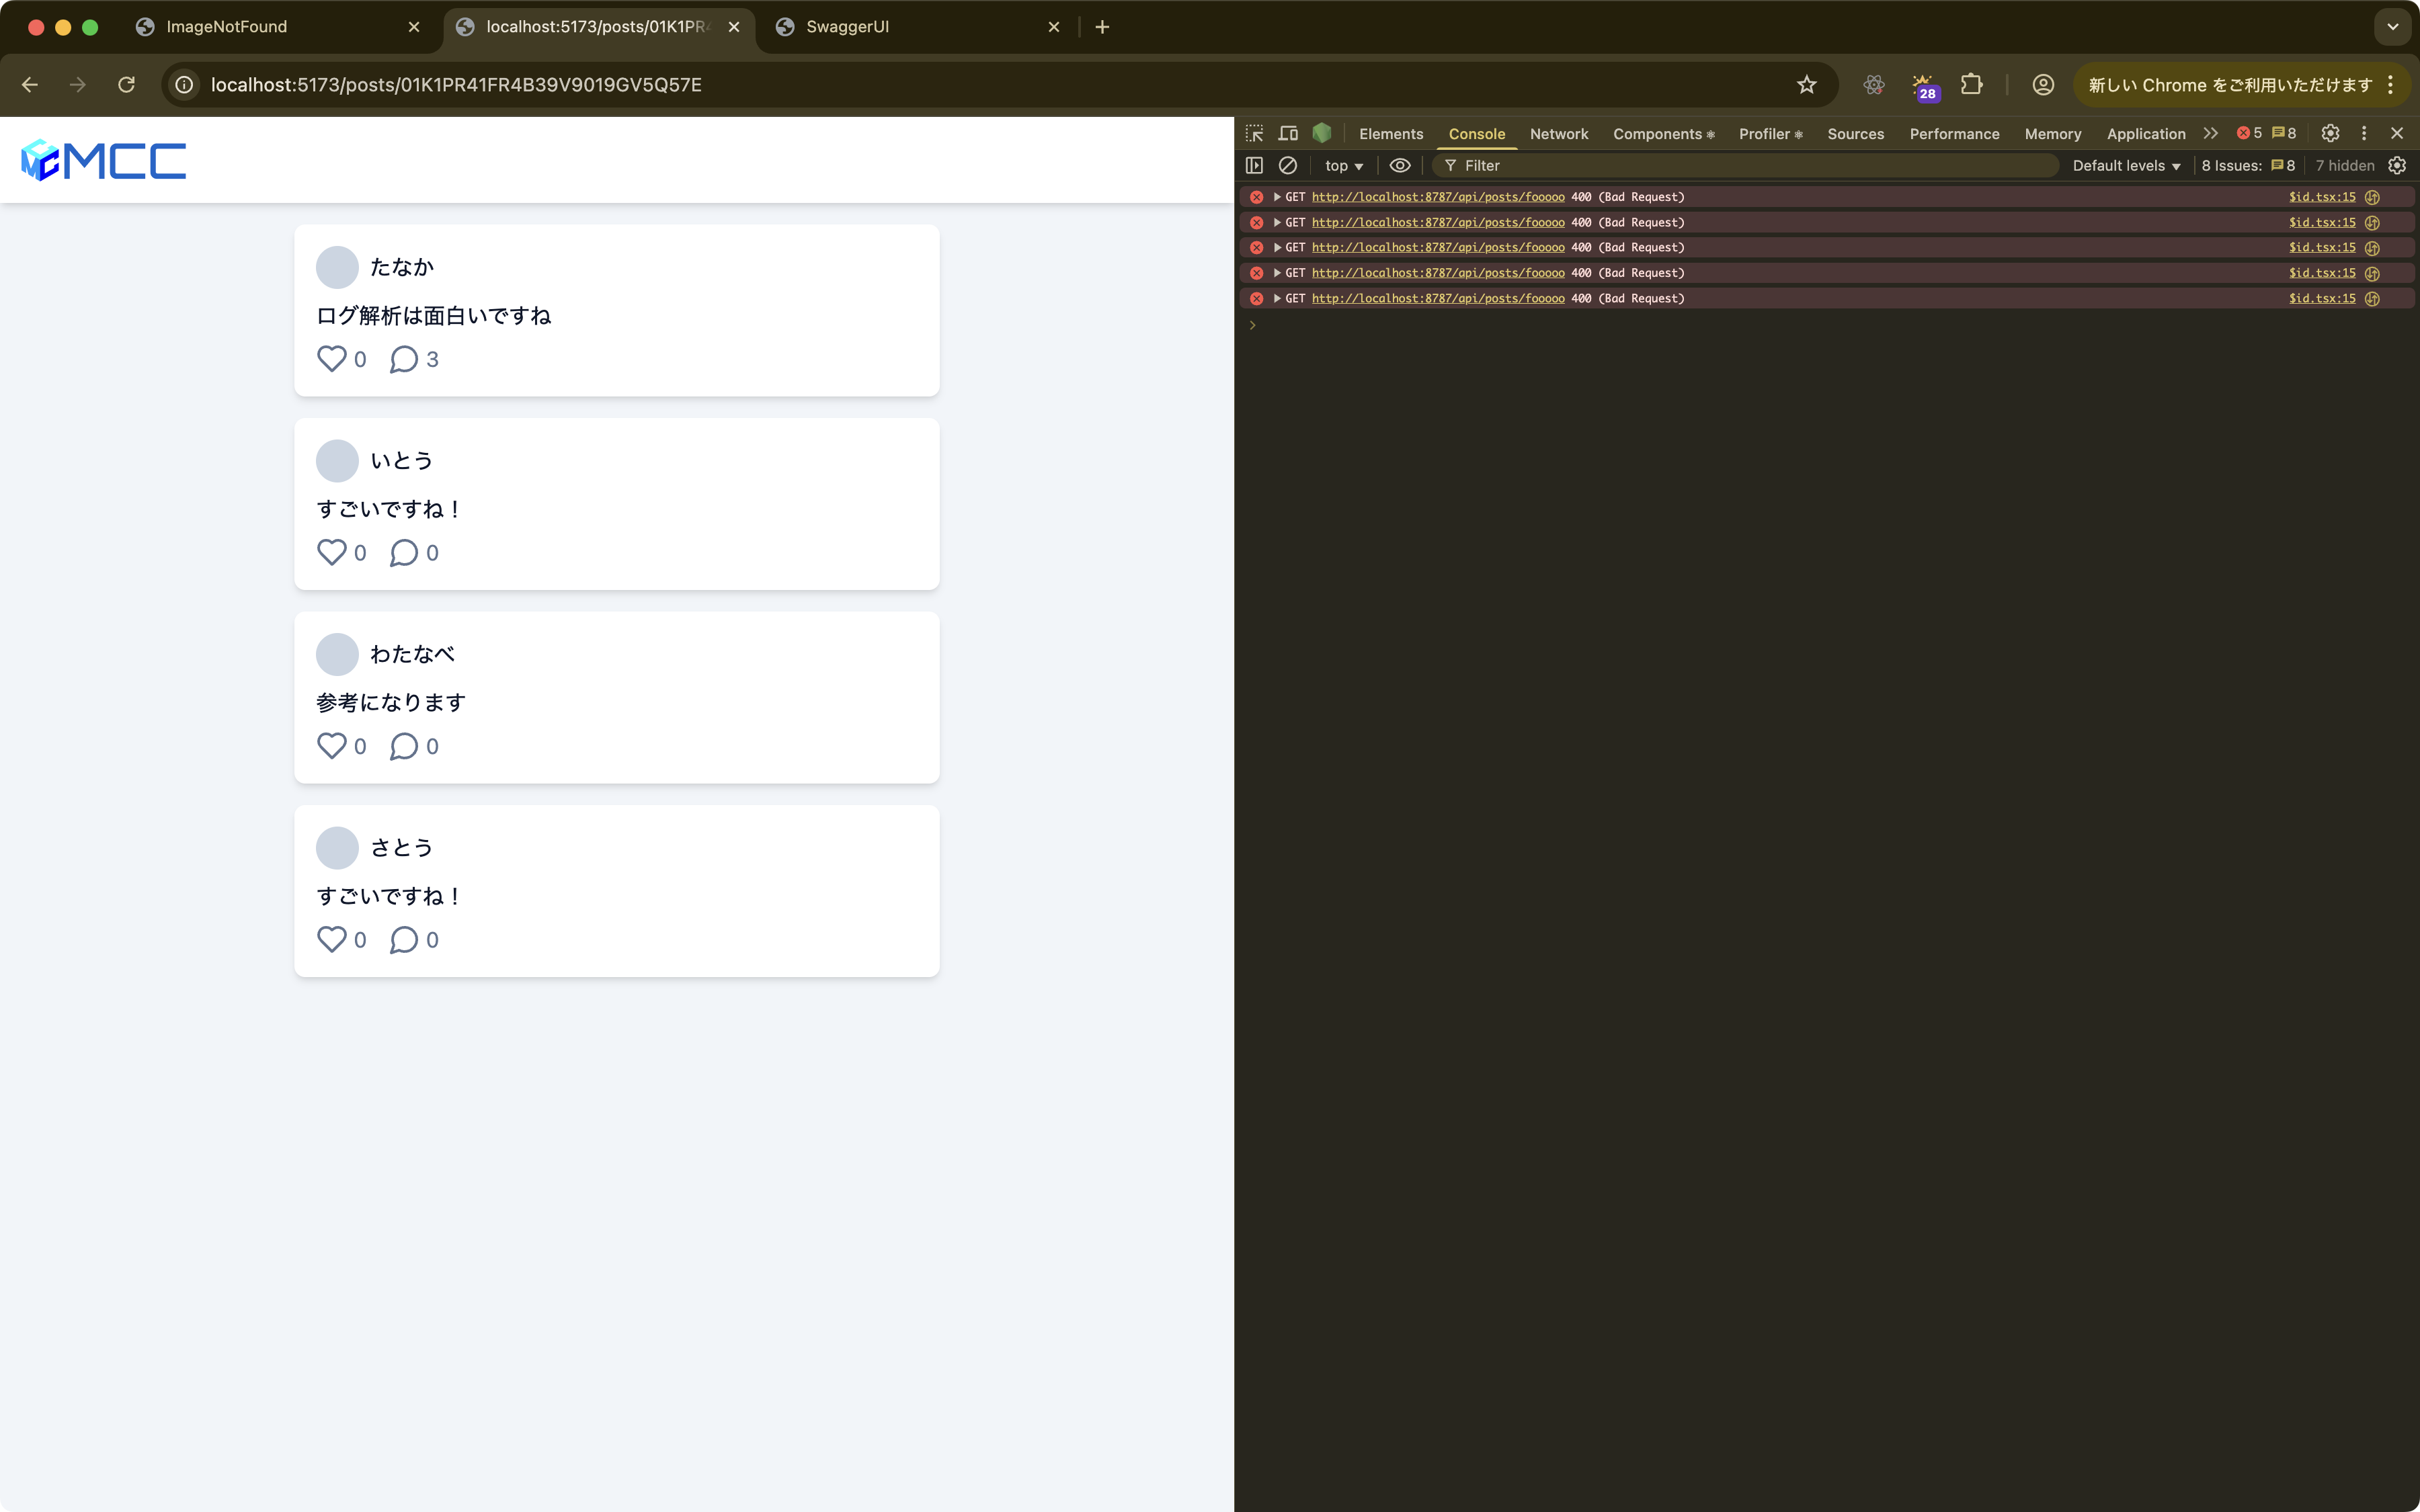 ImageNotFound
localhost:5173/posts/01K1PR4
SwaggerUI
localhost:5173/posts/01K1PR41FR4B39V9019GV5Q57E
28
新しい Chrome をご利用いただけます
MCC
たなか
ログ解析は面白いですね
0 3
いとう
すごいですね！
0 0
わたなべ
参考になります
0 0
さとう
すごいですね！
0 0
Elements Console Network Components Profiler Sources Performance Memory Application 5 8
top Filter Default levels 8 Issues: 8 7 hidden
GET http://localhost:8787/api/posts/fooooo 400 (Bad Request) $id.tsx:15
GET http://localhost:8787/api/posts/fooooo 400 (Bad Request) $id.tsx:15
GET http://localhost:8787/api/posts/fooooo 400 (Bad Request) $id.tsx:15
GET http://localhost:8787/api/posts/fooooo 400 (Bad Request) $id.tsx:15
GET http://localhost:8787/api/posts/fooooo 400 (Bad Request) $id.tsx:15